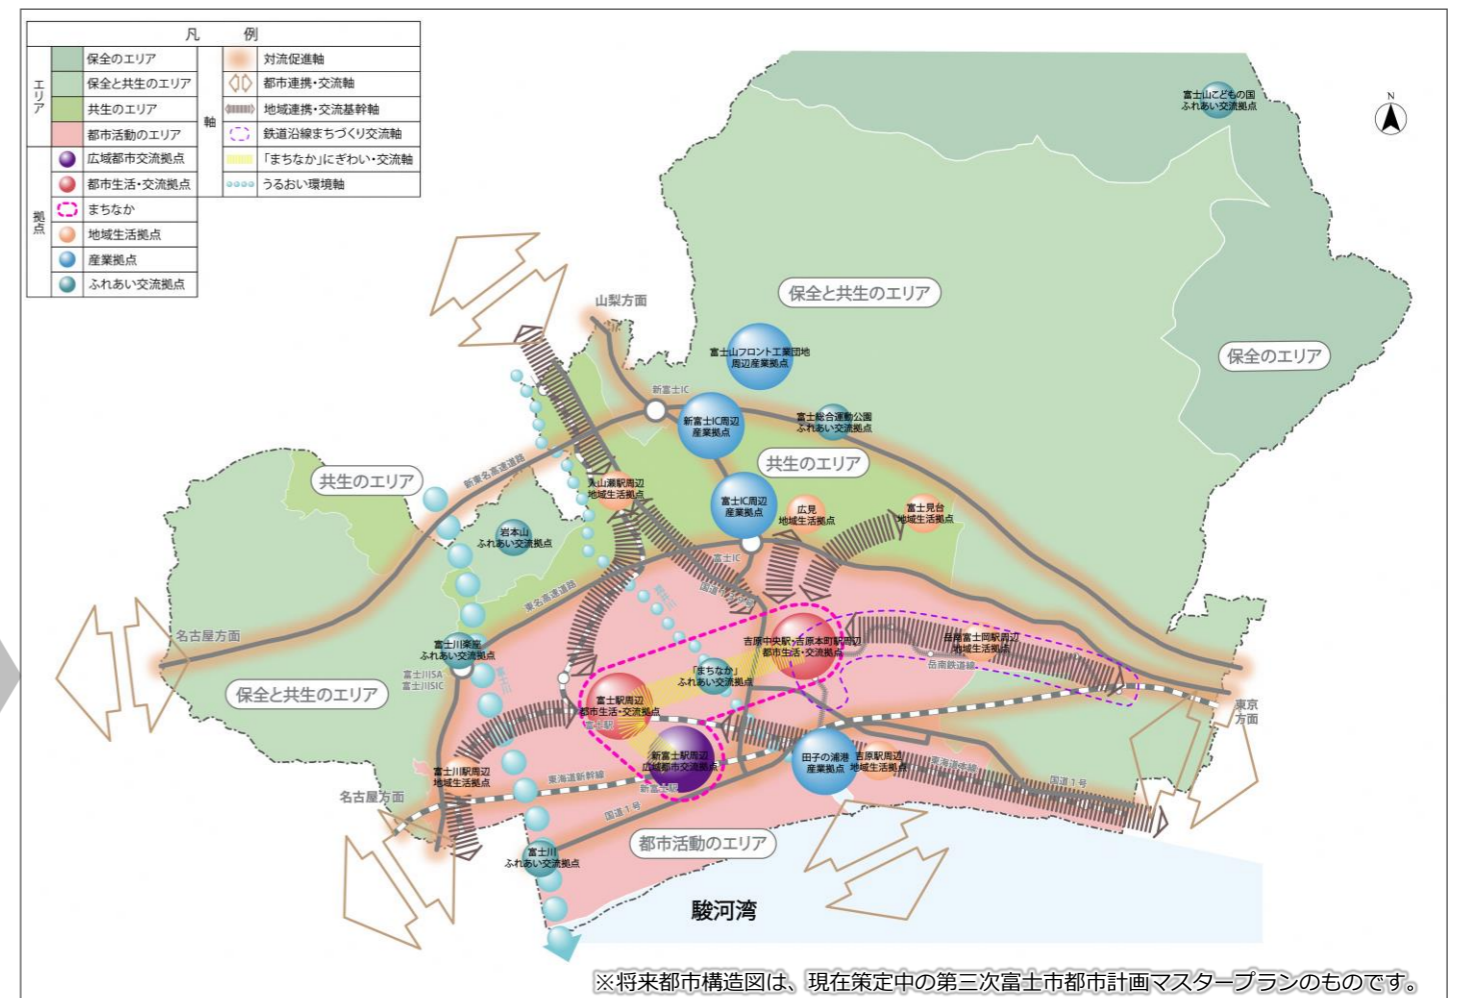 凡 例
エリア
保全のエリア
保全と共生のエリア
共生のエリア
都市活動のエリア
拠点
広域都市交流拠点
都市生活・交流拠点
まちなか
地域生活拠点
産業拠点
ふれあい交流拠点
軸
対流促進軸
都市連携・交流軸
地域連携・交流基幹軸
鉄道沿線まちづくり交流軸
「まちなか」にぎわい・交流軸
うるおい環境軸
富士山こどもの国
ふれあい交流拠点
N
山梨方面
保全と共生のエリア
保全のエリア
富士山フロント工業団地
周辺産業拠点
新富士IC
新富士IC周辺
産業拠点
富士総合運動公園
ふれあい交流拠点
共生のエリア
共生のエリア
新東名高速道路
入山瀬駅周辺
地域生活拠点
富士IC周辺
産業拠点
広見
地域生活拠点
富士見台
地域生活拠点
岩本山
ふれあい交流拠点
富士IC
東名高速道路
名古屋方面
富士川楽座
ふれあい交流拠点
富士川SA
富士川SIC
吉原中央駅・吉原本町駅周辺
都市生活・交流拠点
岳南富士岡駅周辺
地域生活拠点
岳南鉄道線
「まちなか」
ふれあい交流拠点
保全と共生のエリア
富士駅周辺
都市生活・交流拠点
富士駅
東京
方面
新富士駅周辺
広域都市交流拠点
新富士駅
田子の浦港
産業拠点
吉原駅周辺
地域生活拠点
東海道本線
国道1号
富士川駅周辺
地域生活拠点
東海道新幹線
名古屋方面
国道1号
都市活動のエリア
富士川
ふれあい交流拠点
駿河湾
※将来都市構造図は、現在策定中の第三次富士市都市計画マスタープランのものです。